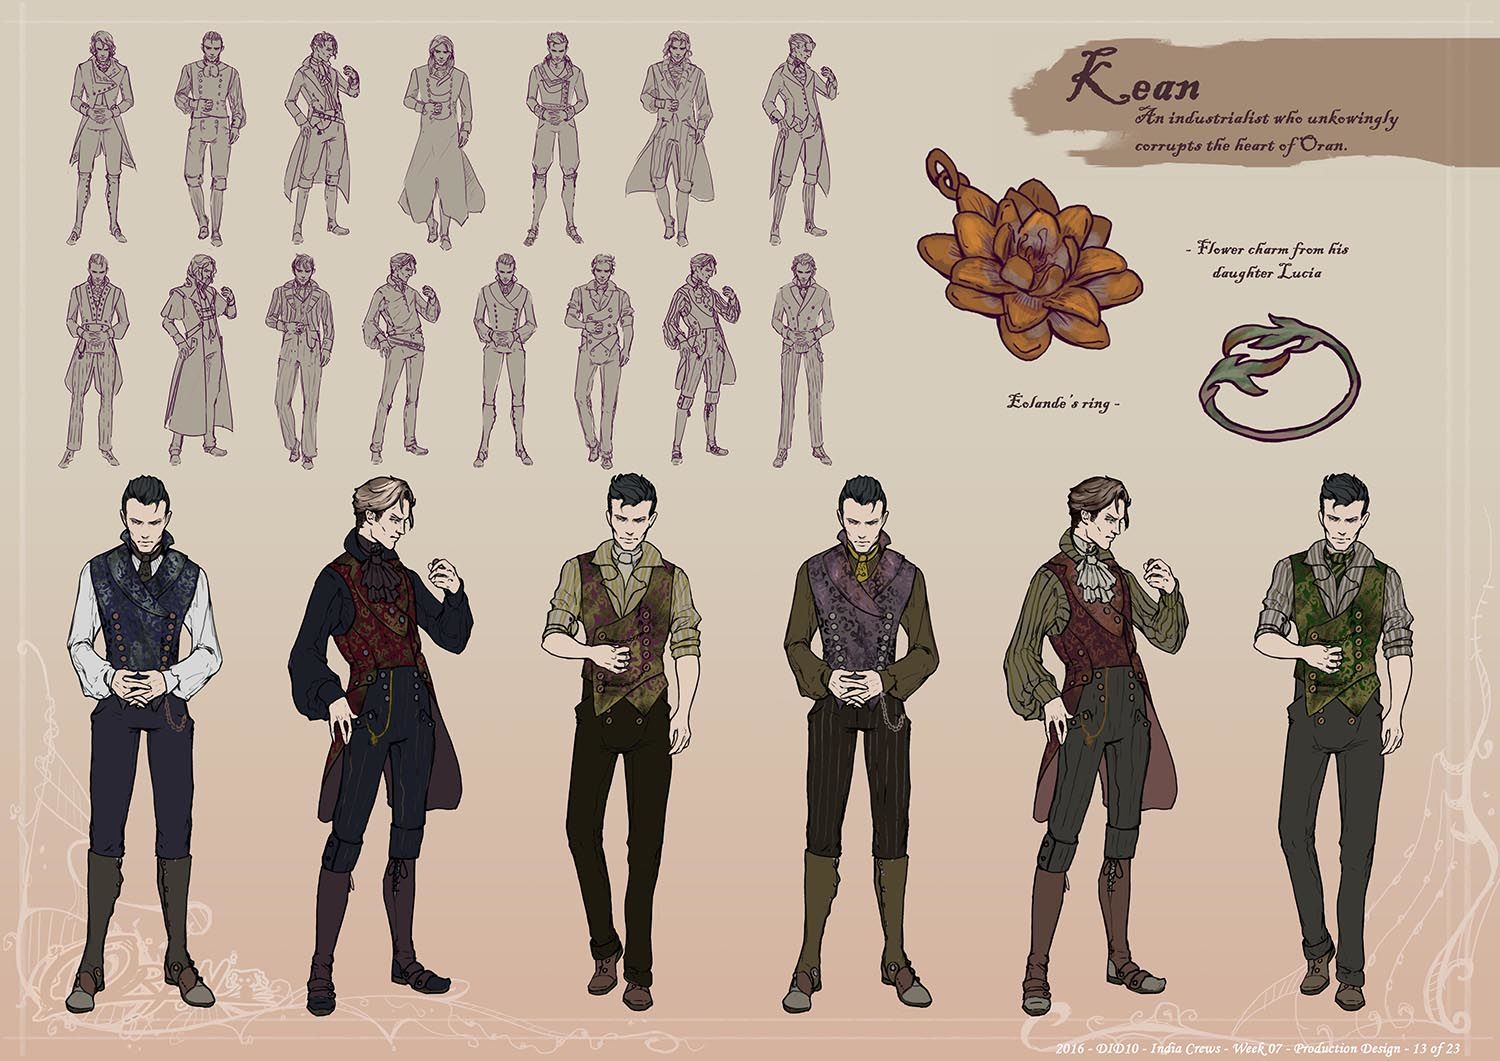 Kean
An industrialist who unkowingly
corrupts the heart of Oran.
- Flower charm from his
daughter Lucia
Eolande's ring -
ORAN
2016 - DID10 - India Crews - Week 07 - Production Design - 13 of 23